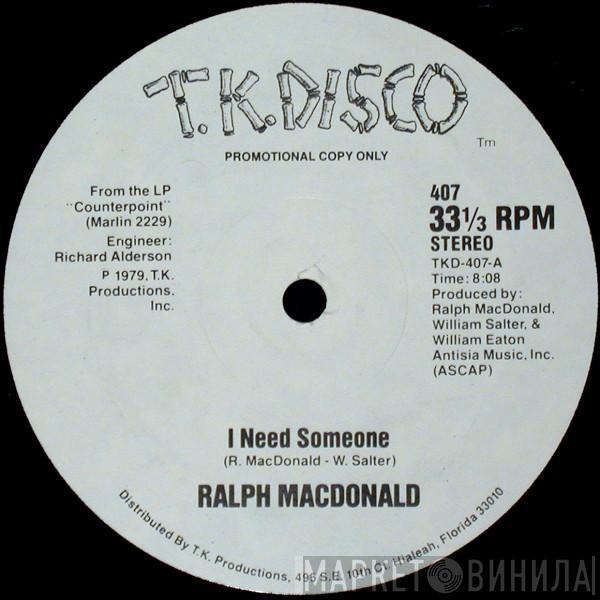 T.K. DISCO
Tm
PROMOTIONAL COPY ONLY
From the LP
"Counterpoint"
(Marlin 2229)
Engineer:
Richard Alderson
P 1979, T.K.
Productions,
Inc.
407
33 1/3 RPM
STEREO
TKD-407-A
Time: 8:08
Produced by:
Ralph MacDonald,
William Salter, &
William Eaton
Antisia Music, Inc.
(ASCAP)
I Need Someone
(R. MacDonald - W. Salter)
RALPH MACDONALD
Distributed By T.K. Productions, 495 S.E. 10th Ct. Hialeah, Florida 33010
МАРКЕТ ВИНИЛА